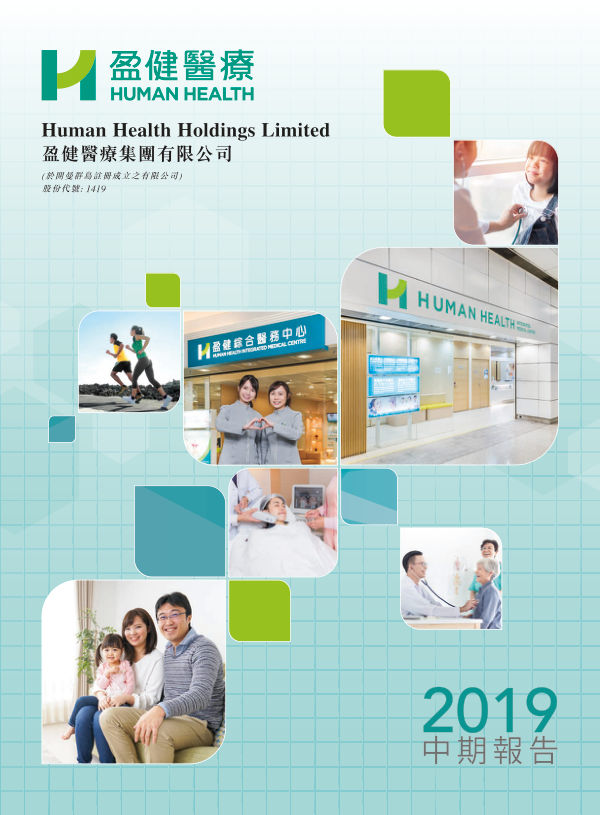 盈健醫療
HUMAN HEALTH
Human Health Holdings Limited
盈健醫療集團有限公司
(於開曼群島註冊成立之有限公司)
股份代號: 1419
HUMAN HEALTH INTEGRATED MEDICAL CENTRE
盈健綜合醫務中心
HUMAN HEALTH INTEGRATED MEDICAL CENTRE
2019
中期報告